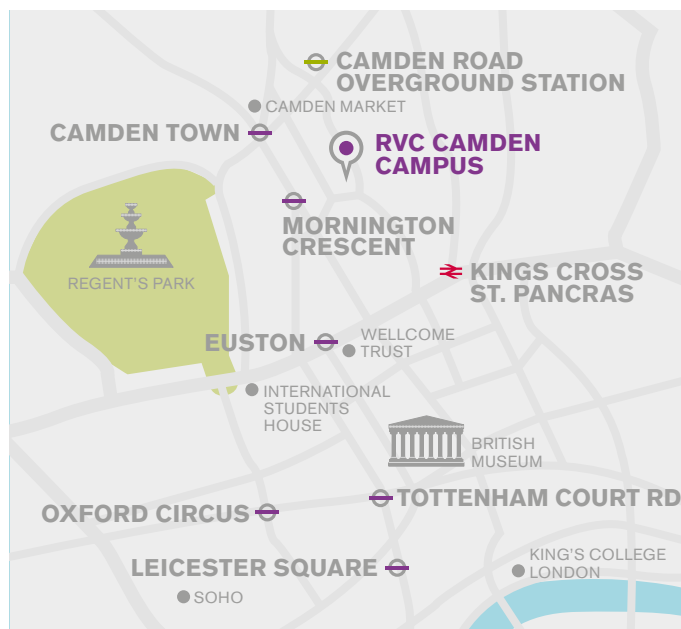 CAMDEN ROAD
OVERGROUND STATION
CAMDEN MARKET
CAMDEN TOWN
RVC CAMDEN
CAMPUS
MORNINGTON
CRESCENT
REGENT'S PARK
KINGS CROSS
ST. PANCRAS
EUSTON
WELLCOME
TRUST
INTERNATIONAL
STUDENTS
HOUSE
BRITISH
MUSEUM
TOTTENHAM COURT RD
OXFORD CIRCUS
KING'S COLLEGE
LONDON
LEICESTER SQUARE
SOHO